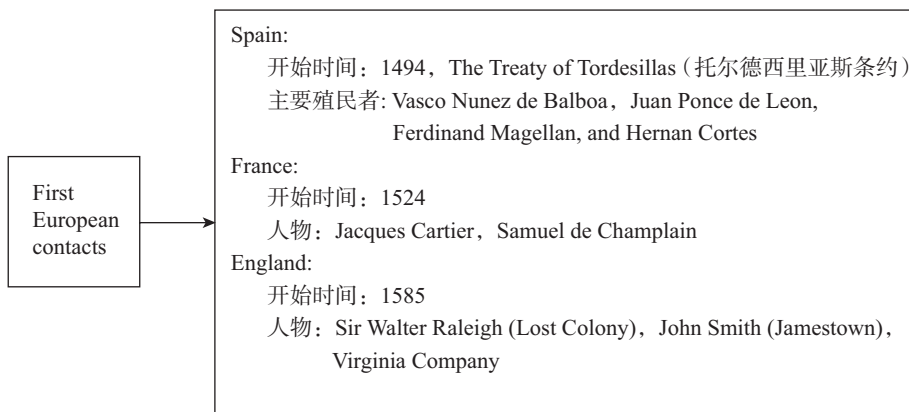 First
European
contacts
Spain:
开始时间：1494，The Treaty of Tordesillas（托尔德西里亚斯条约）
主要殖民者: Vasco Nunez de Balboa，Juan Ponce de Leon,
Ferdinand Magellan, and Hernan Cortes
France:
开始时间：1524
人物：Jacques Cartier，Samuel de Champlain
England:
开始时间：1585
人物：Sir Walter Raleigh (Lost Colony)，John Smith (Jamestown)，
Virginia Company